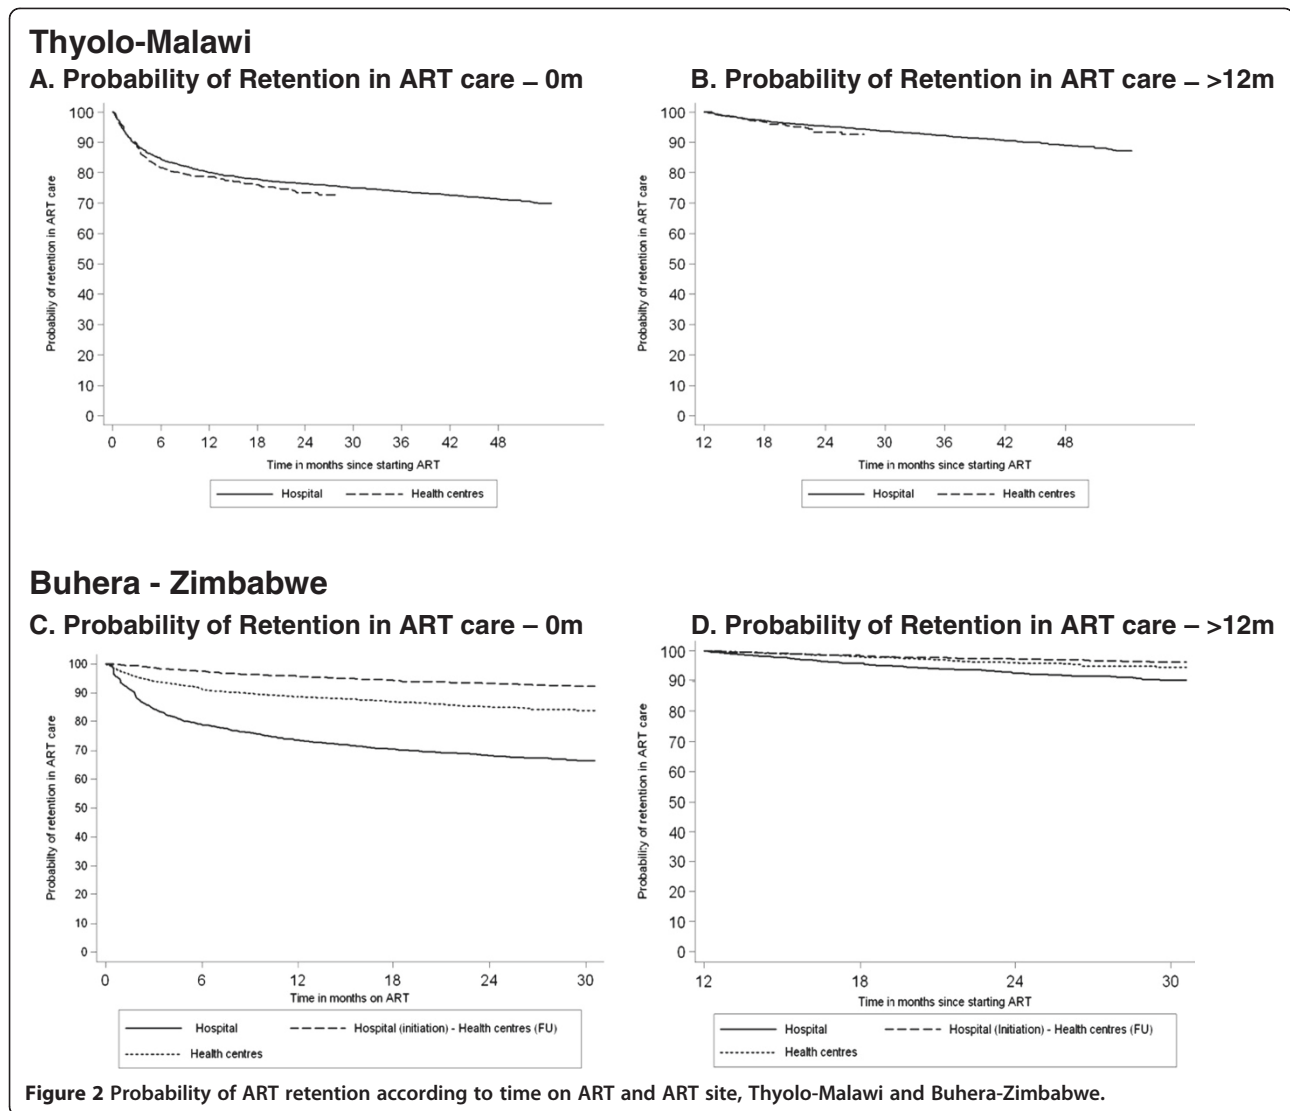 Thyolo-Malawi
A. Probability of Retention in ART care – 0m
B. Probability of Retention in ART care – >12m
Probability of retention in ART care
100
90
80
70
60
50
40
30
20
10
0
0 6 12 18 24 30 36 42 48
Time in months since starting ART
Hospital Health centres
Probability of retention in ART care
100
90
80
70
60
50
40
30
20
10
0
12 18 24 30 36 42 48
Time in months since starting ART
Hospital Health centres
Buhera - Zimbabwe
C. Probability of Retention in ART care – 0m
D. Probability of Retention in ART care – >12m
Probability of retention in ART care
100
90
80
70
60
50
40
30
20
10
0
0 6 12 18 24 30
Time in months on ART
Hospital Hospital (initiation) - Health centres (FU)
Health centres
Probability of retention in ART care
100
90
80
70
60
50
40
30
20
10
0
12 18 24 30
Time in months since starting ART
Hospital Hospital (Initiation) - Health centres (FU)
Health centres
Figure 2 Probability of ART retention according to time on ART and ART site, Thyolo-Malawi and Buhera-Zimbabwe.